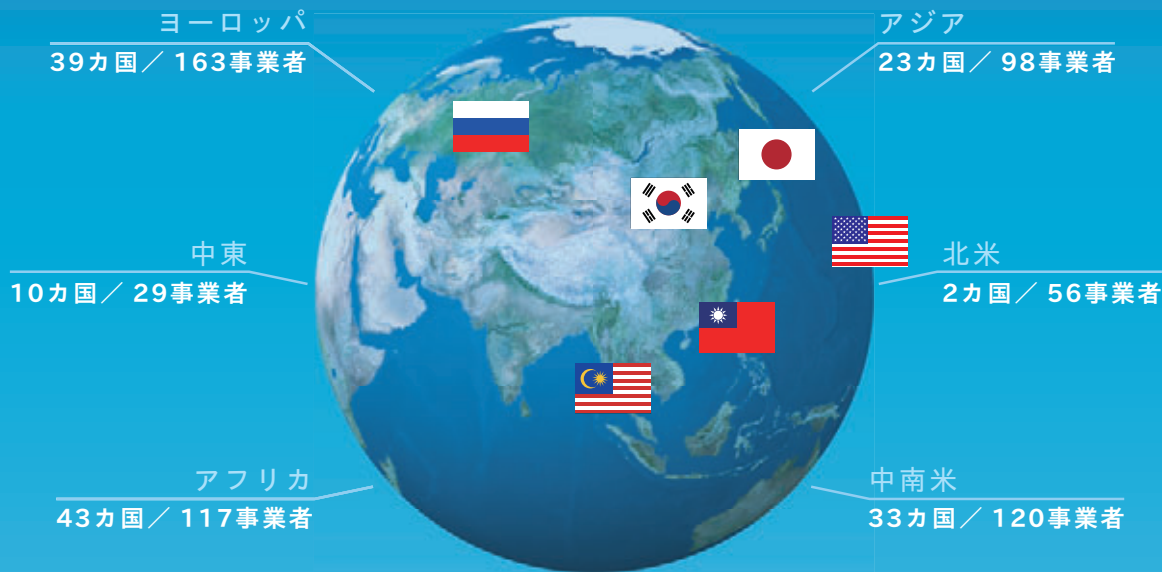 ヨーロッパ
39カ国／163事業者
アジア
23カ国／98事業者
中東
10カ国／29事業者
北米
2カ国／56事業者
アフリカ
43カ国／117事業者
中南米
33カ国／120事業者